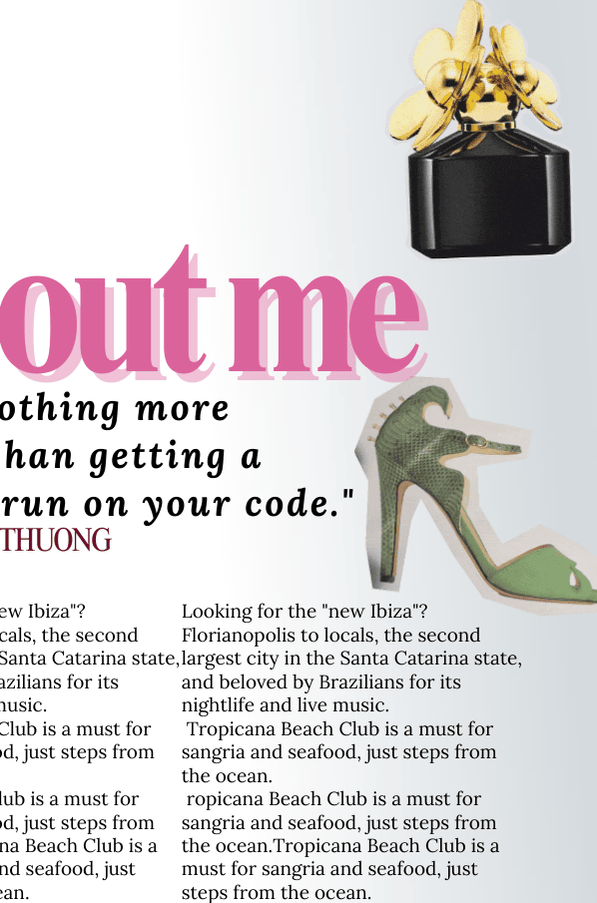 out me
othing more
han getting a
run on your code."
THUONG
ew Ibiza"?
cals, the second
Santa Catarina state,
azilians for its
music.
Club is a must for
od, just steps from
lub is a must for
od, just steps from
na Beach Club is a
nd seafood, just
ean.
Looking for the "new Ibiza"?
Florianopolis to locals, the second
largest city in the Santa Catarina state,
and beloved by Brazilians for its
nightlife and live music.
Tropicana Beach Club is a must for
sangria and seafood, just steps from
the ocean.
ropicana Beach Club is a must for
sangria and seafood, just steps from
the ocean.Tropicana Beach Club is a
must for sangria and seafood, just
steps from the ocean.